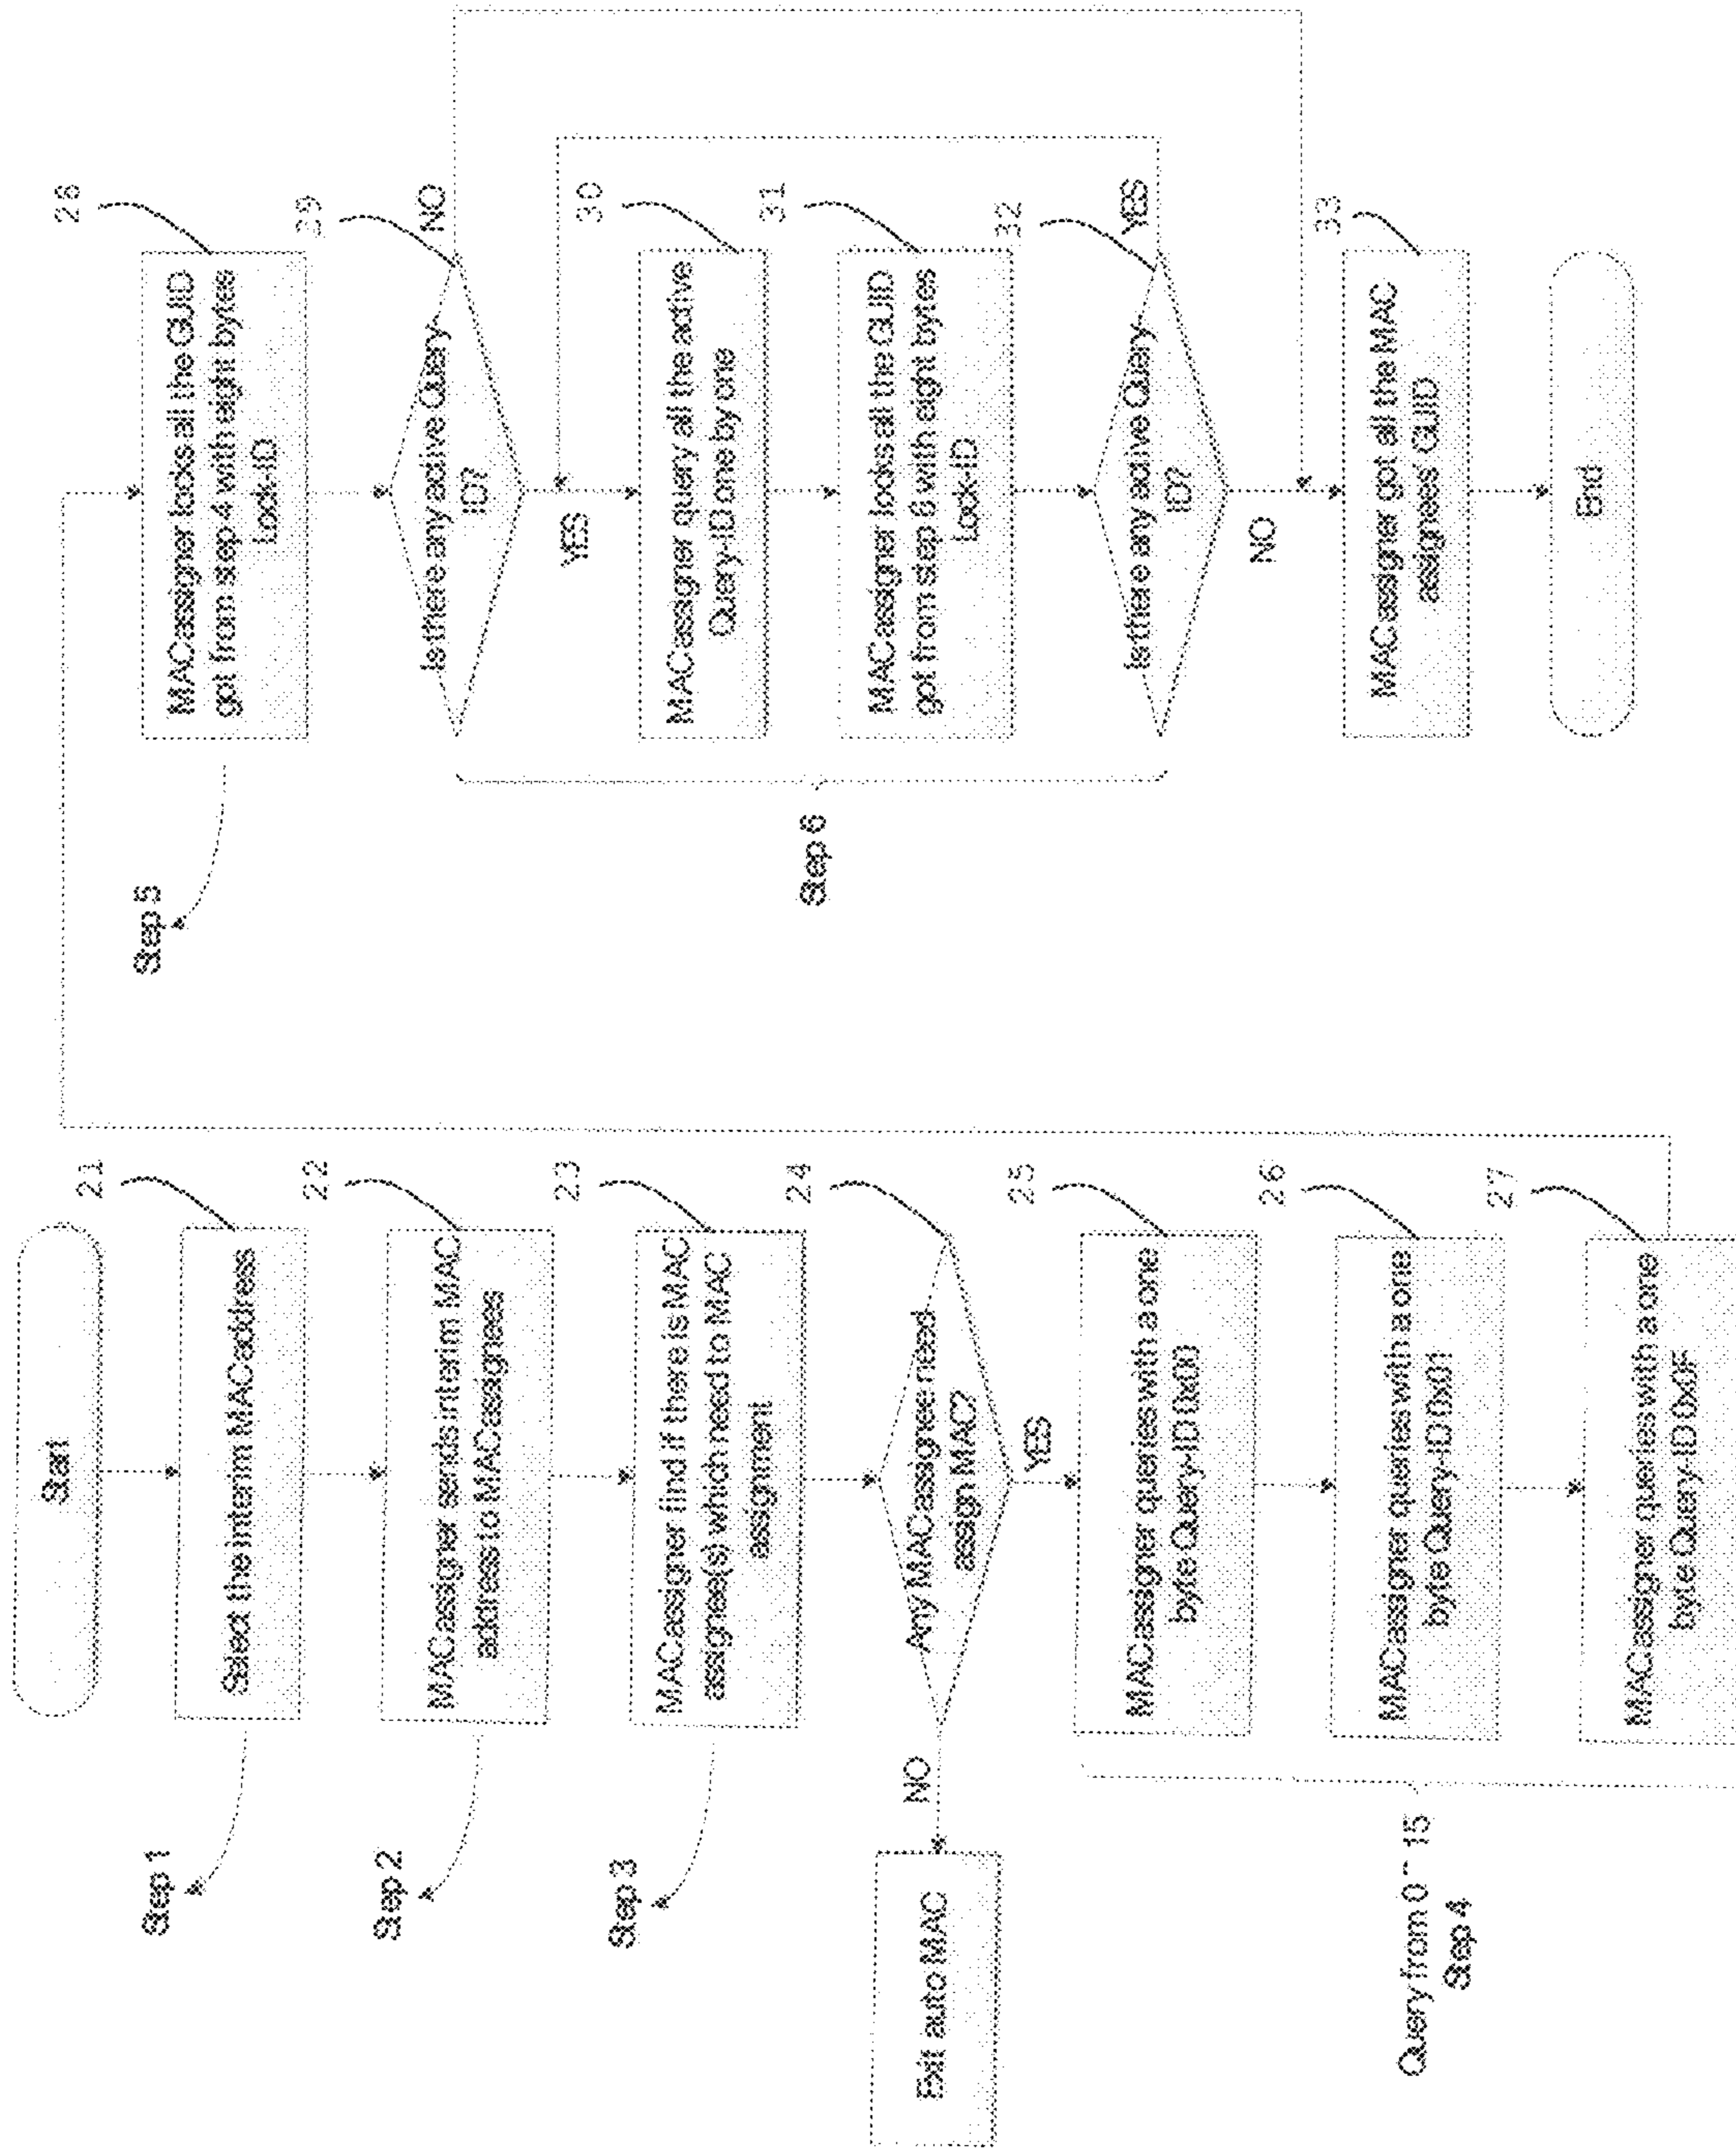 Start
Select the interim MAC address
21
Step 1
MAC assigner sends interim MAC
address to MAC assignees
22
Step 2
MAC assigner find if there is MAC
assignee(s) which need to MAC
assignment
23
Step 3
Any MAC assignee need
assign MAC?
24
NO
Exit auto MAC
YES
MAC assigner queries with a one
byte Query-ID 0x00
25
MAC assigner queries with a one
byte Query-ID 0x01
26
MAC assigner queries with a one
byte Query-ID 0x0F
27
Query from 0 ~ 15
Step 4
MAC assigner locks all the GUID
got from step 4 with eight bytes
Lock-ID
28
Step 5
Is there any active Query-
ID?
29
NO
YES
MAC assigner query all the active
Query-ID one by one
30
MAC assigner locks all the GUID
got from step 6 with eight bytes
Lock-ID
31
Is there any active Query-
ID?
32
YES
NO
Step 6
MAC assigner got all the MAC
assignees' GUID
33
End